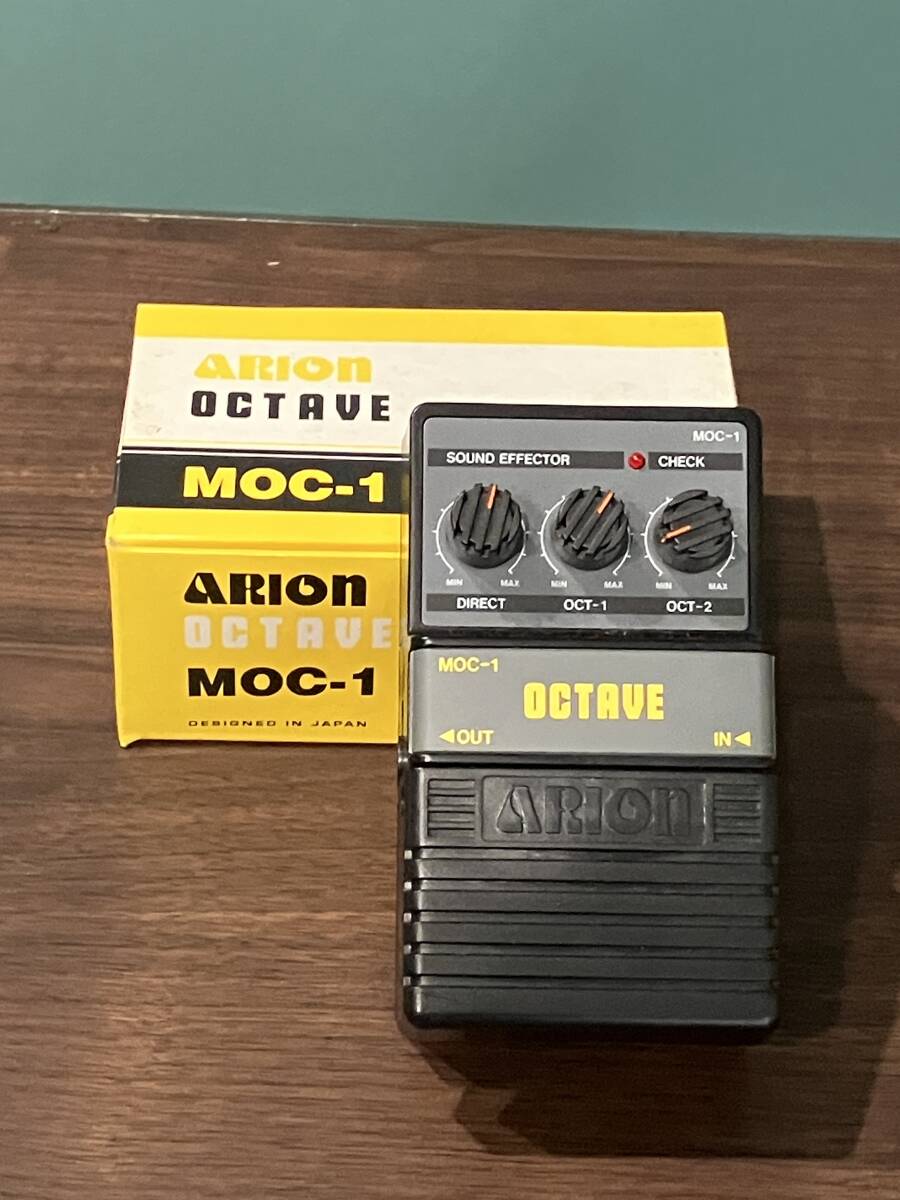 ARION
OCTAVE
MOC-1
ARION
OCTAVE
MOC-1
DESIGNED IN JAPAN
MOC-1
SOUND EFFECTOR CHECK
MIN MAX MIN MAX MIN MAX
DIRECT OCT-1 OCT-2
MOC-1
OCTAVE
◄OUT IN◄
ARION